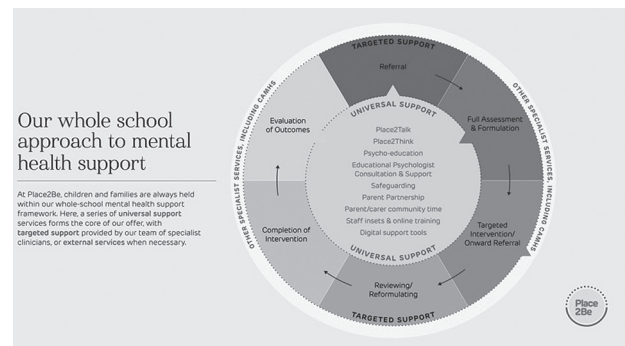 Our whole school
approach to mental
health support
At Place2Be, children and families are always held
within our whole-school mental health support
framework. Here, a series of universal support
services forms the core of our offer, with
targeted support provided by our team of specialist
clinicians, or external services when necessary.
TARGETED SUPPORT
Referral
Full Assessment
& Formulation
Targeted
Intervention/
Onward Referral
Reviewing/
Reformulating
TARGETED SUPPORT
Completion of
Intervention
Evaluation
of Outcomes
OTHER SPECIALIST SERVICES, INCLUDING CAMHS
OTHER SPECIALIST SERVICES, INCLUDING CAMHS
UNIVERSAL SUPPORT
Place2Talk
Place2Think
Psycho-education
Educational Psychologist
Consultation & Support
Safeguarding
Parent Partnership
Parent/carer community time
Staff insets & online training
Digital support tools
UNIVERSAL SUPPORT
Place
2Be